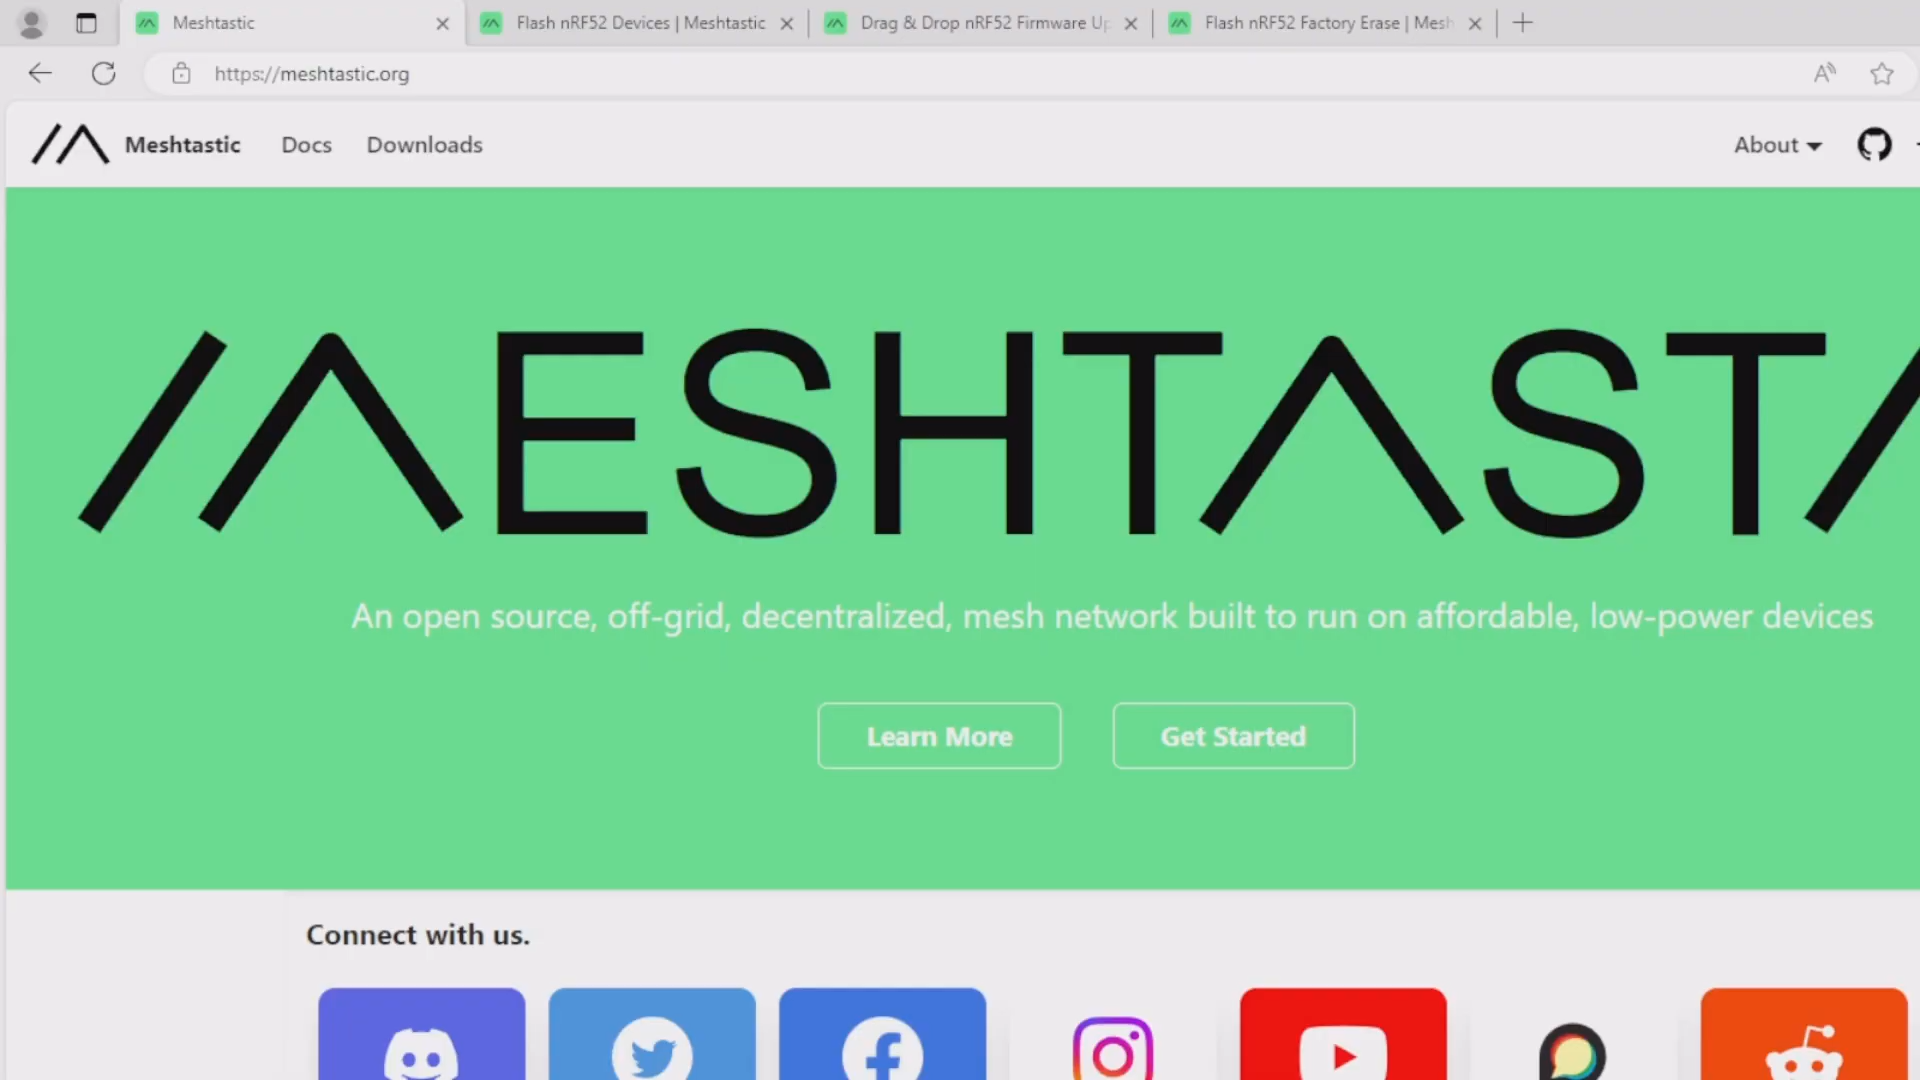 Meshtastic
Flash nRF52 Devices | Meshtastic
Drag & Drop nRF52 Firmware Up
Flash nRF52 Factory Erase | Mesh
https://meshtastic.org
Meshtastic Docs Downloads About
MESHTASTA
An open source, off-grid, decentralized, mesh network built to run on affordable, low-power devices
Learn More Get Started
Connect with us.